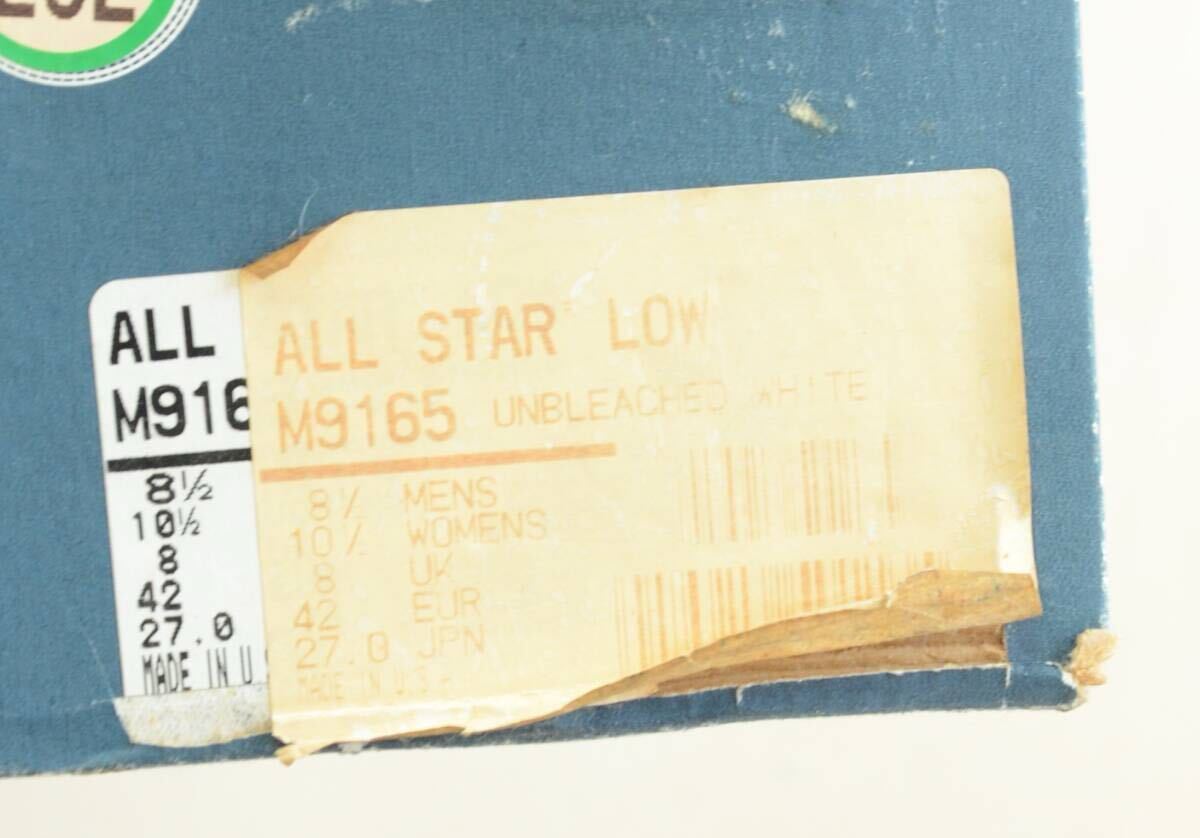 ALL
M916
8½
10½
8
42
27.0
MADE IN U.
ALL STAR® LOW
M9165 UNBLEACHED WHITE
8½ MENS
10½ WOMENS
8 UK
42 EUR
27.0 JPN
MADE IN U.S.A